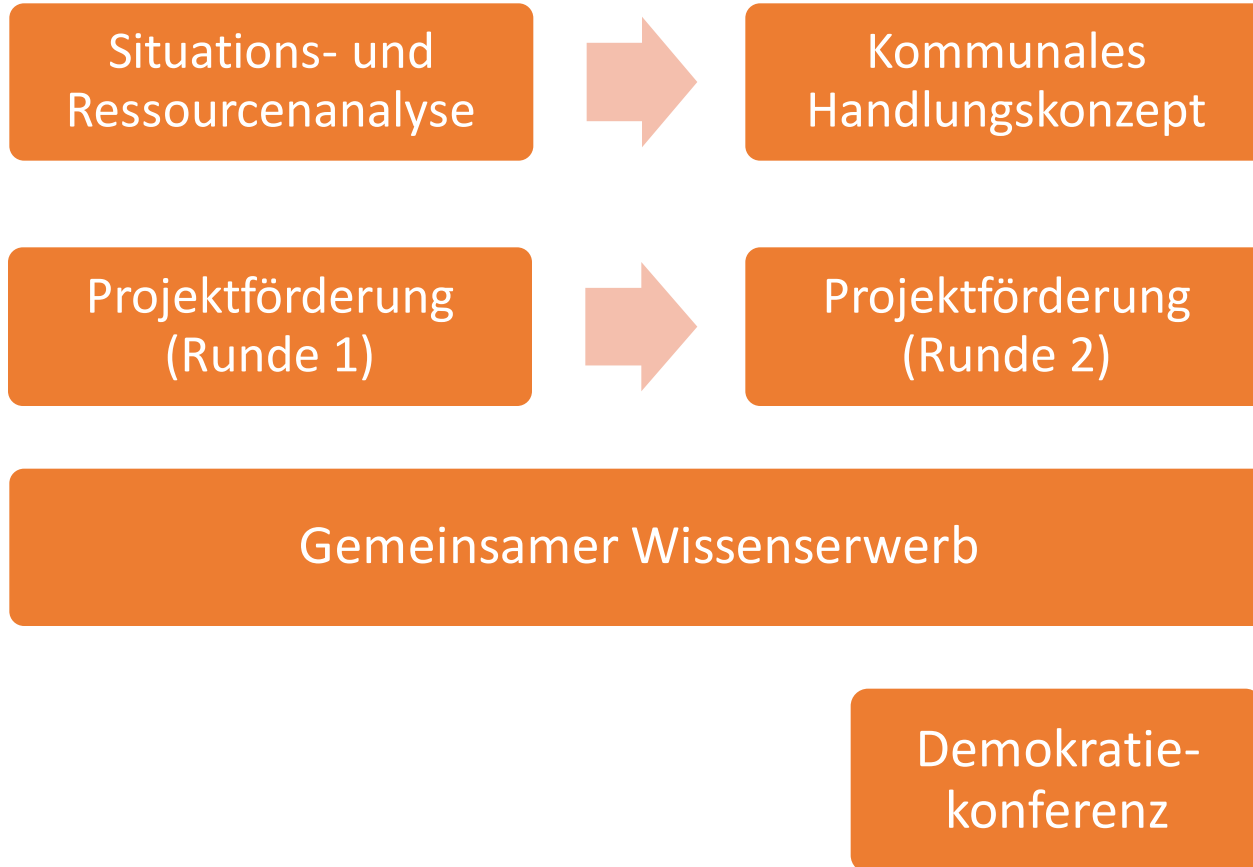 Situations- und
Ressourcenanalyse
Kommunales
Handlungskonzept
Projektförderung
(Runde 1)
Projektförderung
(Runde 2)
Gemeinsamer Wissenserwerb
Demokratie-
konferenz